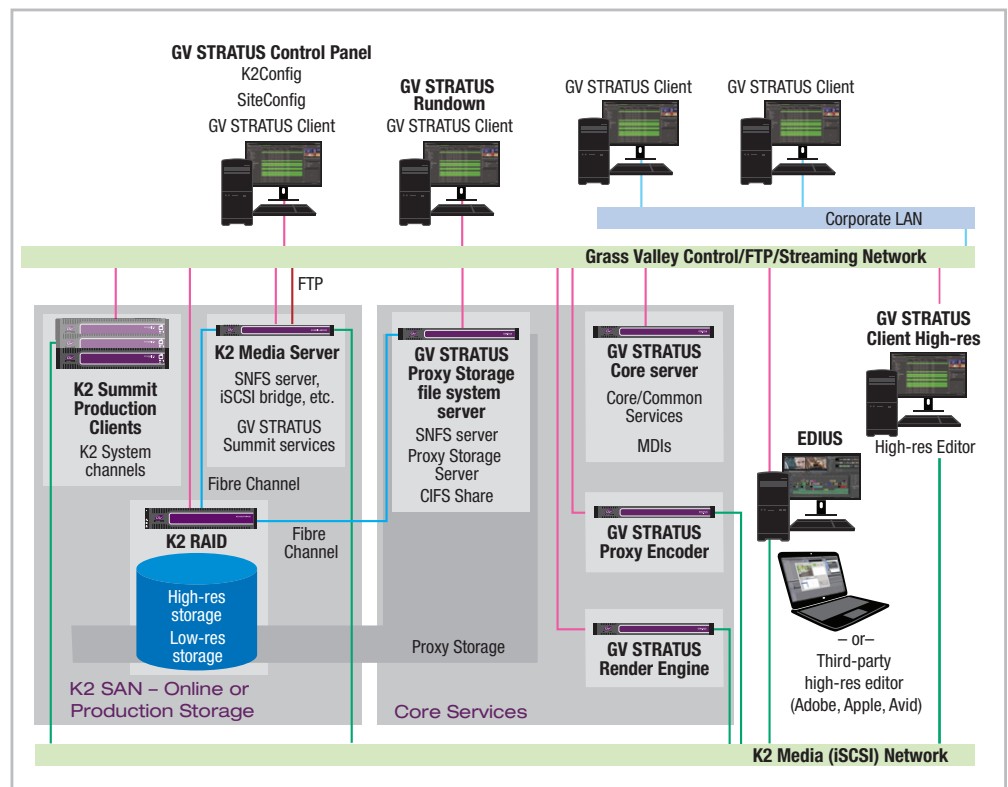 GV STRATUS Control Panel
K2Config
SiteConfig
GV STRATUS Client
GV STRATUS
Rundown
GV STRATUS Client
GV STRATUS Client
GV STRATUS Client
Corporate LAN
Grass Valley Control/FTP/Streaming Network
FTP
K2 Summit
Production
Clients
K2 System
channels
K2 Media Server
SNFS server,
iSCSI bridge, etc.
GV STRATUS
Summit services
Fibre Channel
K2 RAID
Fibre
Channel
High-res
storage
Low-res
storage
K2 SAN – Online or
Production Storage
GV STRATUS
Proxy Storage
file system
server
SNFS server
Proxy Storage
Server
CIFS Share
Proxy Storage
Core Services
GV STRATUS
Core server
Core/Common
Services
MDIs
GV STRATUS
Proxy Encoder
GV STRATUS
Render Engine
GV STRATUS
Client High-res
High-res Editor
EDIUS
– or–
Third-party
high-res editor
(Adobe, Apple, Avid)
K2 Media (iSCSI) Network